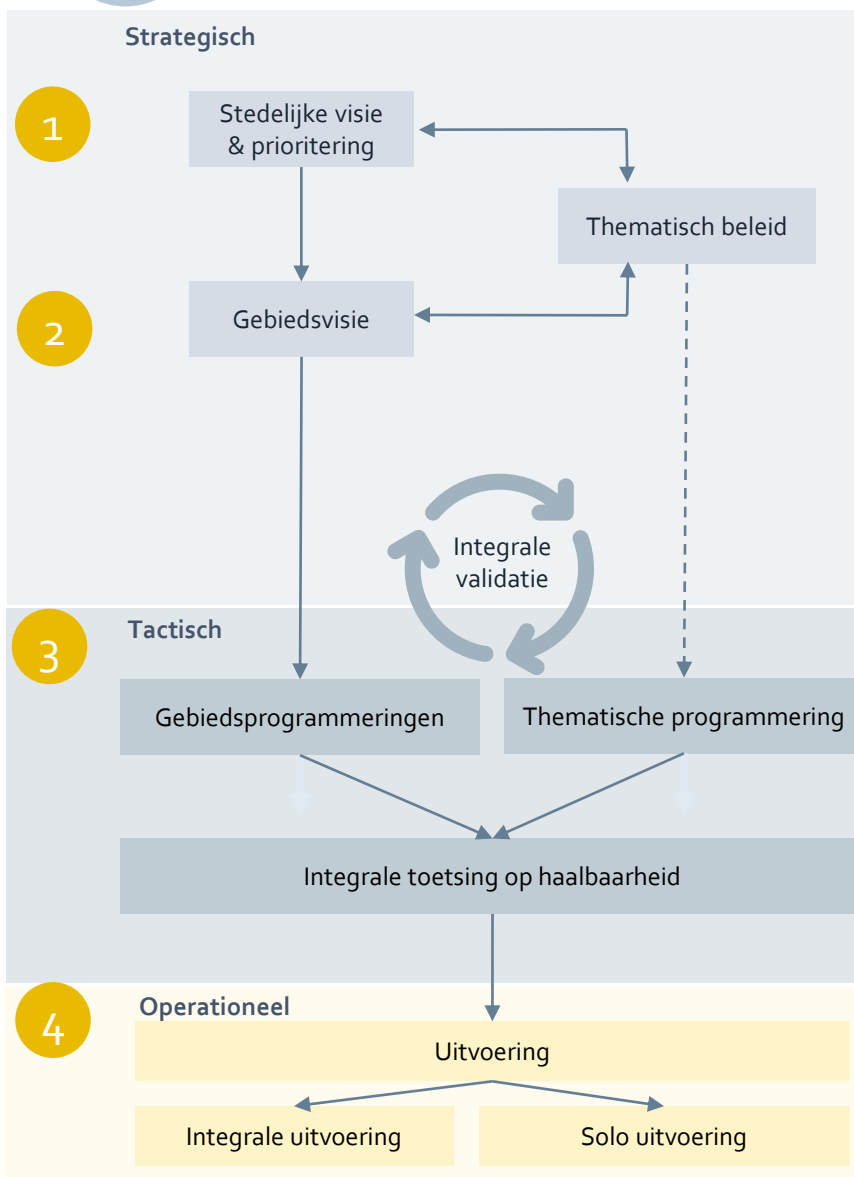 Strategisch
1
Stedelijke visie
& prioritering
Thematisch beleid
2
Gebiedsvisie
Integrale
validatie
3
Tactisch
Gebiedsprogrammeringen
Thematische programmering
Integrale toetsing op haalbaarheid
4
Operationeel
Uitvoering
Integrale uitvoering
Solo uitvoering